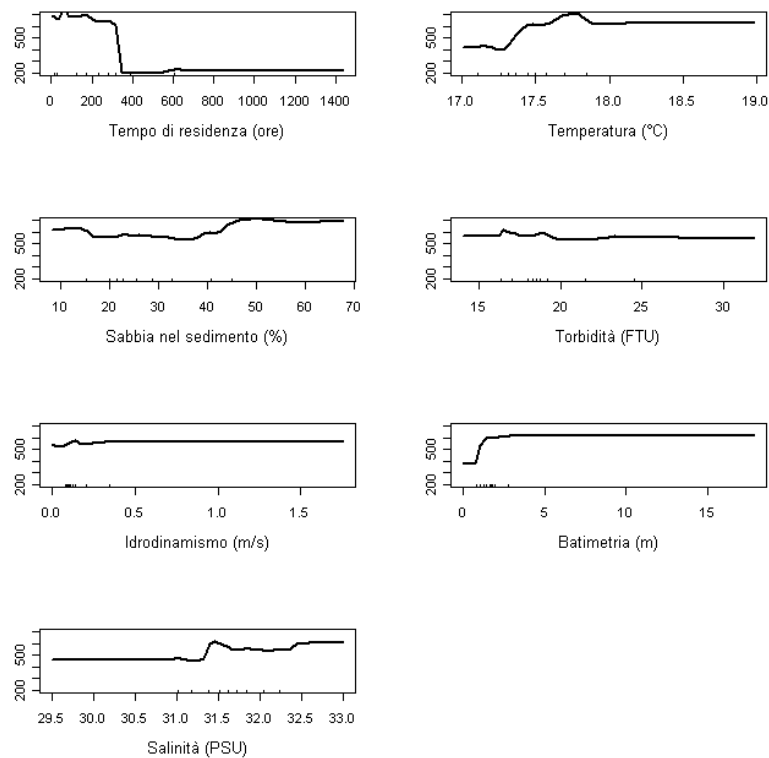 500
200
0 200 400 600 800 1000 1200 1400
Tempo di residenza (ore)
500
200
17.0 17.5 18.0 18.5 19.0
Temperatura (°C)
500
200
10 20 30 40 50 60 70
Sabbia nel sedimento (%)
500
200
15 20 25 30
Torbidità (FTU)
500
200
0.0 0.5 1.0 1.5
Idrodinamismo (m/s)
500
200
0 5 10 15
Batimetria (m)
500
200
29.5 30.0 30.5 31.0 31.5 32.0 32.5 33.0
Salinità (PSU)